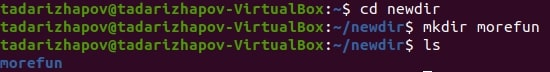 tadarizhapov@tadarizhapov-VirtualBox:~$ cd newdir
tadarizhapov@tadarizhapov-VirtualBox:~/newdir$ mkdir morefun
tadarizhapov@tadarizhapov-VirtualBox:~/newdir$ ls
morefun